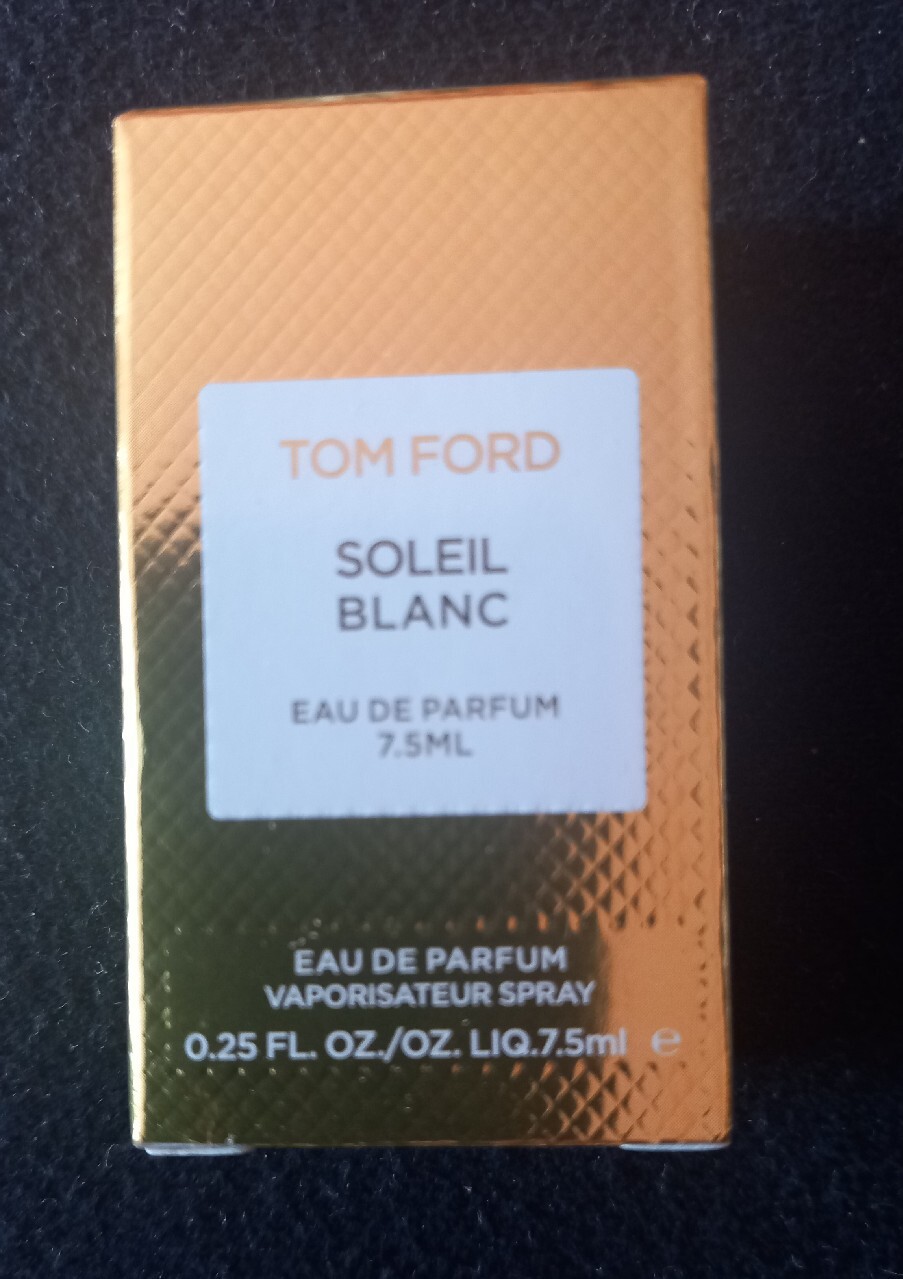 TOM FORD
SOLEIL
BLANC
EAU DE PARFUM
7.5ML
EAU DE PARFUM
VAPORISATEUR SPRAY
0.25 FL. OZ./OZ. LIQ.7.5ml ℮